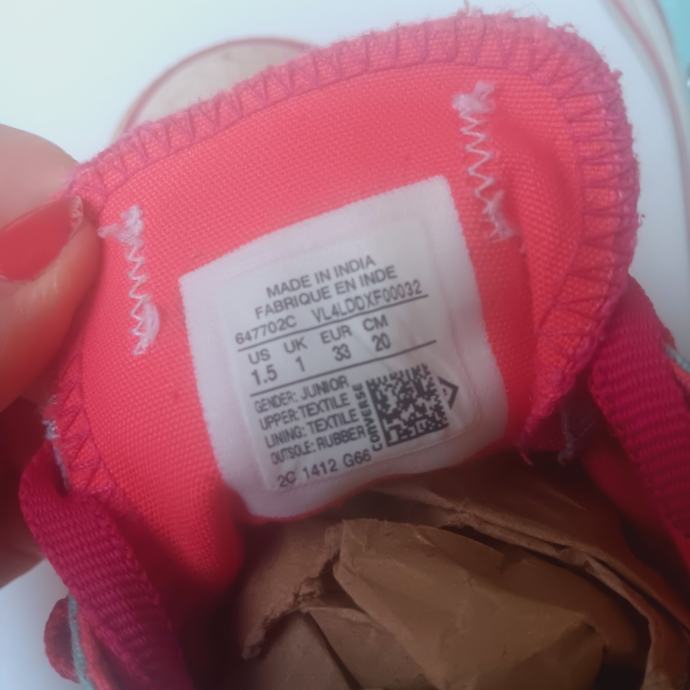 MADE IN INDIA
FABRIQUE EN INDE
647702C VL4LDDXF00032
US UK EUR CM
1.5 1 33 20
GENDER: JUNIOR
UPPER:TEXTILE
LINING: TEXTILE
OUTSOLE: RUBBER
CONVERSE
2C 1412 G66